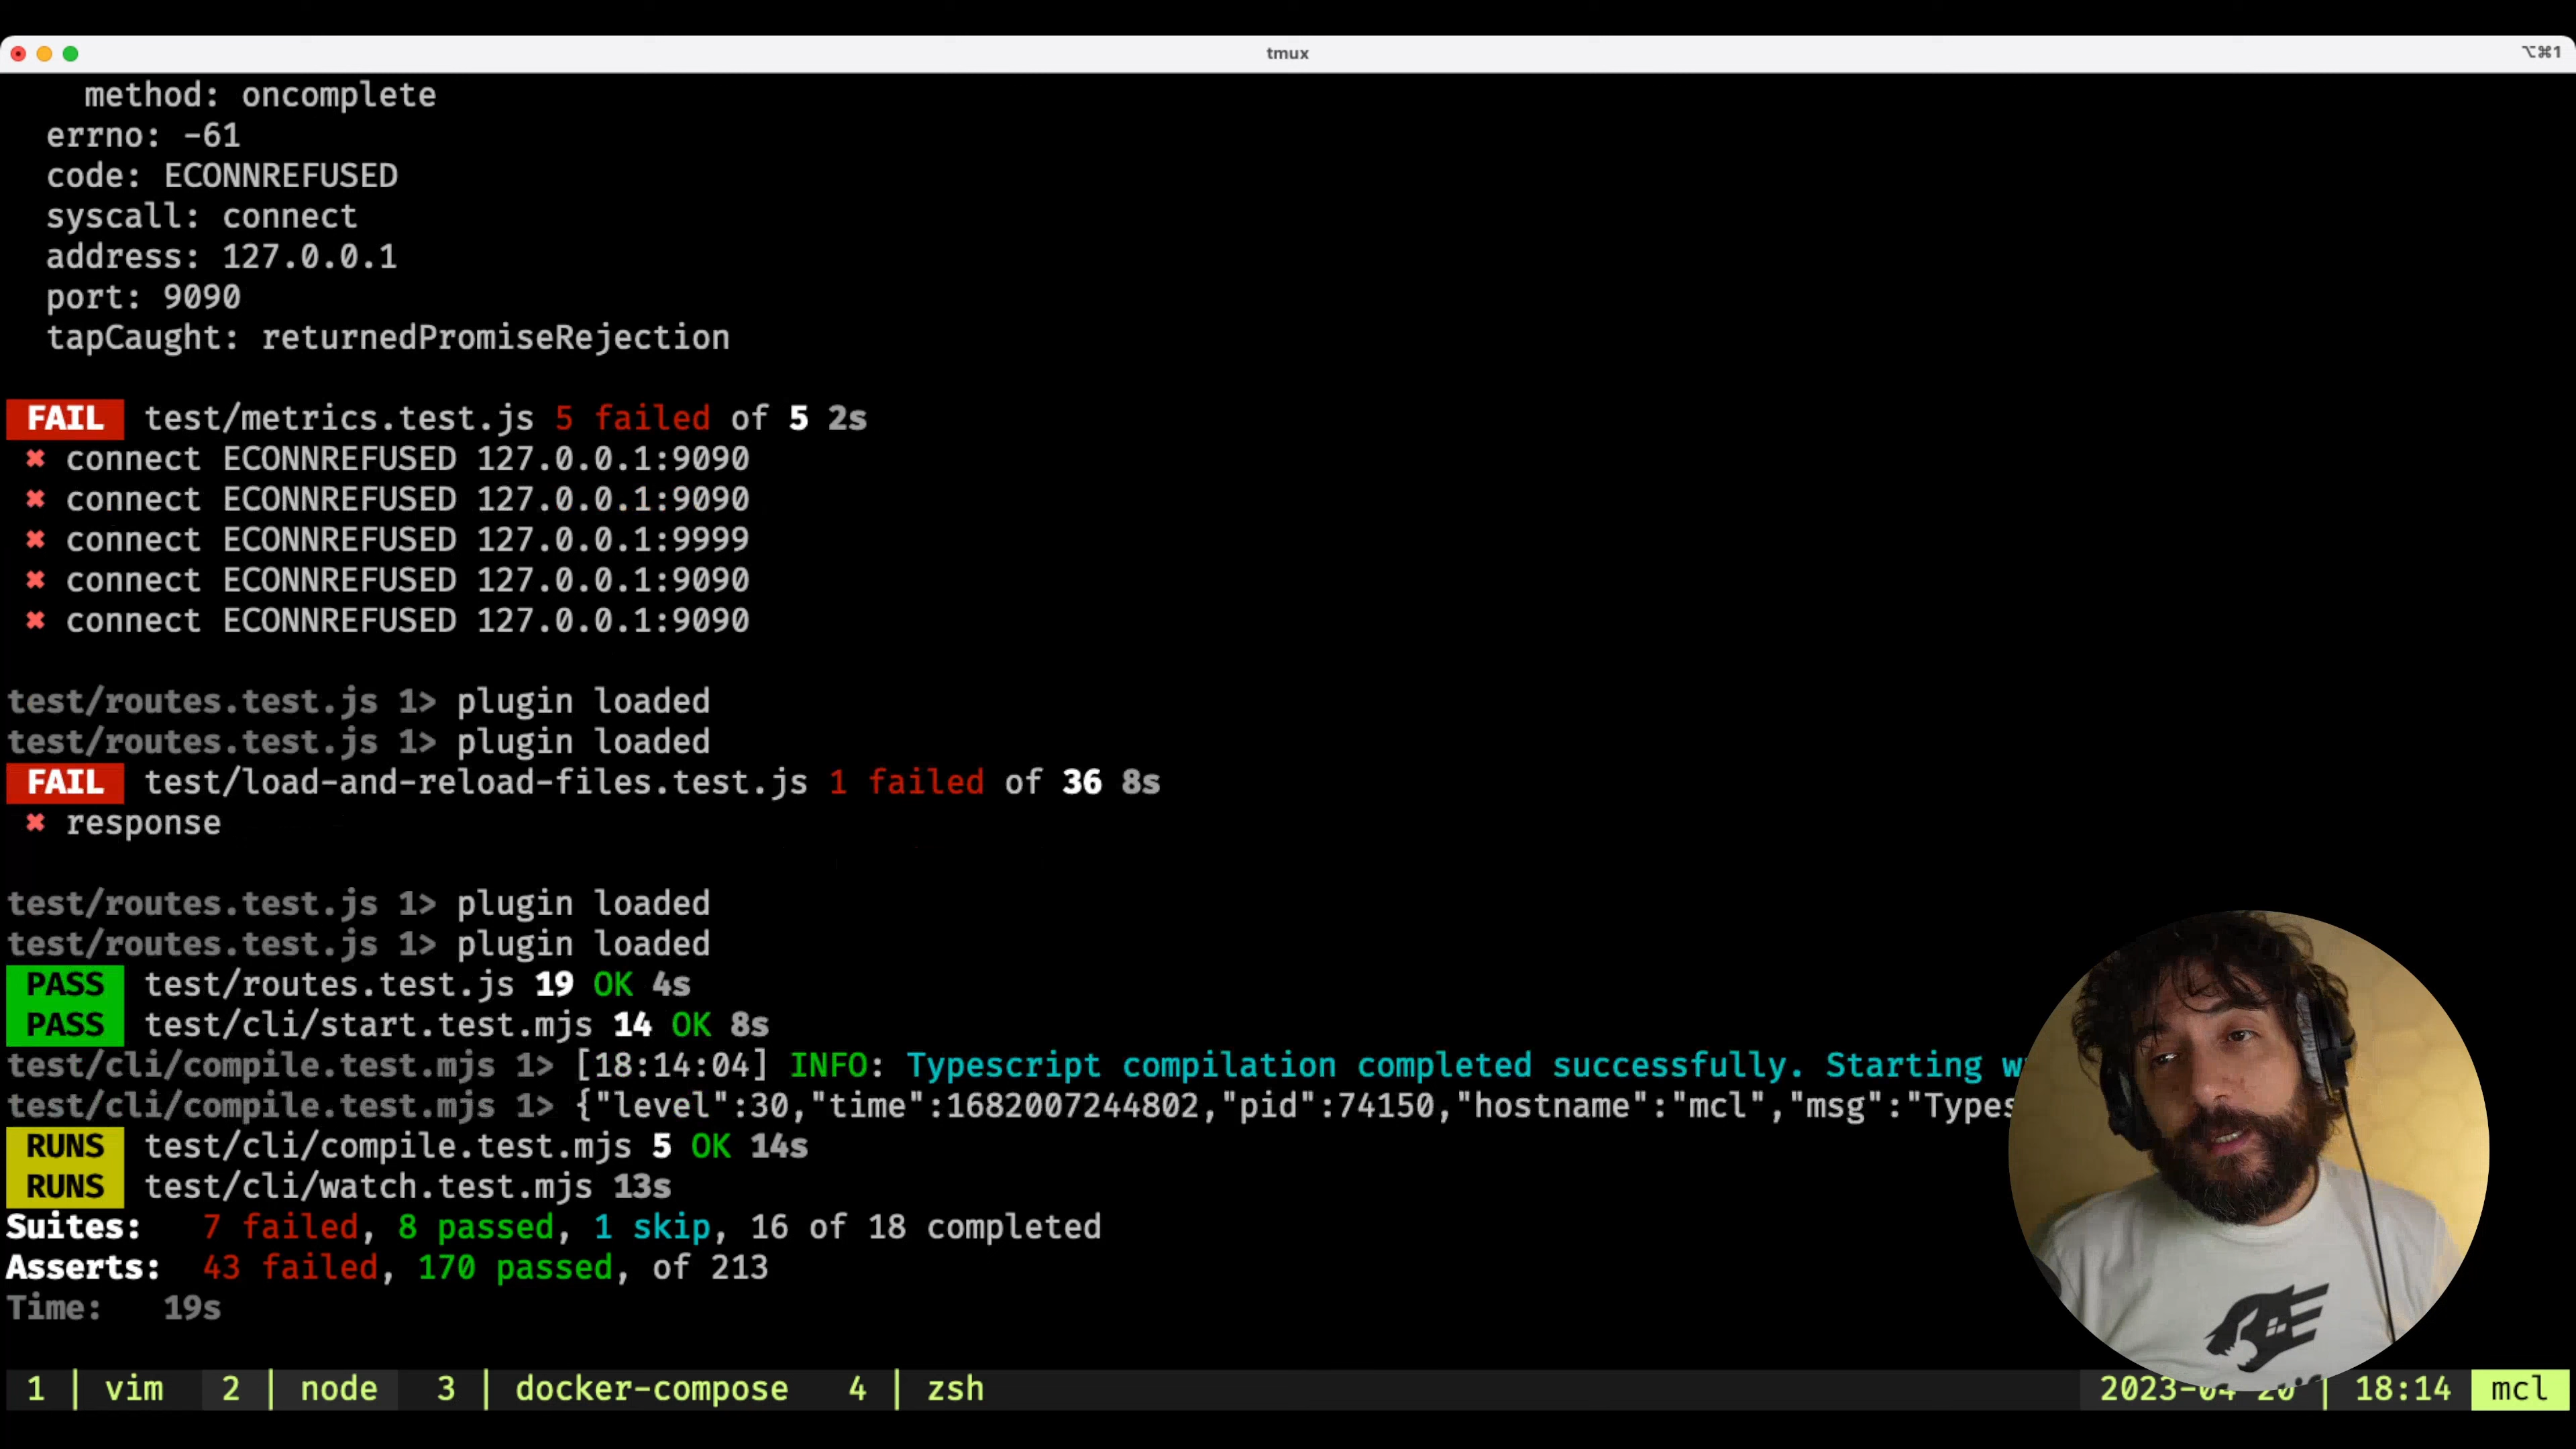 tmux
⌥⌘1
method: oncomplete
errno: -61
code: ECONNREFUSED
syscall: connect
address: 127.0.0.1
port: 9090
tapCaught: returnedPromiseRejection
FAIL test/metrics.test.js 5 failed of 5 2s
✖ connect ECONNREFUSED 127.0.0.1:9090
✖ connect ECONNREFUSED 127.0.0.1:9090
✖ connect ECONNREFUSED 127.0.0.1:9999
✖ connect ECONNREFUSED 127.0.0.1:9090
✖ connect ECONNREFUSED 127.0.0.1:9090
test/routes.test.js 1> plugin loaded
test/routes.test.js 1> plugin loaded
FAIL test/load-and-reload-files.test.js 1 failed of 36 8s
✖ response
test/routes.test.js 1> plugin loaded
test/routes.test.js 1> plugin loaded
PASS test/routes.test.js 19 OK 4s
PASS test/cli/start.test.mjs 14 OK 8s
test/cli/compile.test.mjs 1> [18:14:04] INFO: Typescript compilation completed successfully. Starting w
test/cli/compile.test.mjs 1> {"level":30,"time":1682007244802,"pid":74150,"hostname":"mcl","msg":"Types
RUNS test/cli/compile.test.mjs 5 OK 14s
RUNS test/cli/watch.test.mjs 13s
Suites: 7 failed, 8 passed, 1 skip, 16 of 18 completed
Asserts: 43 failed, 170 passed, of 213
Time: 19s
1 | vim 2 | node 3 | docker-compose 4 | zsh 2023-04-20 | 18:14 mcl